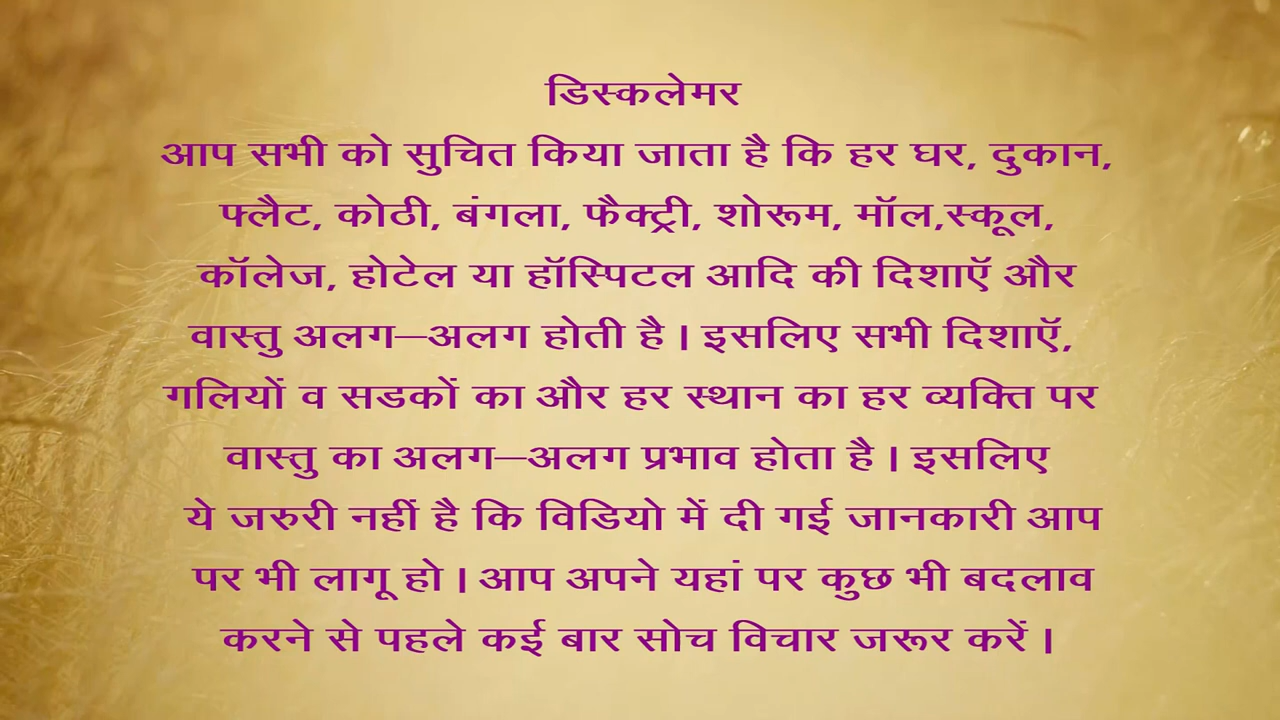 डिस्कलेमर
आप सभी को सुचित किया जाता है कि हर घर, दुकान,
फ्लैट, कोठी, बंगला, फैक्ट्री, शोरूम, मॉल,स्कूल,
कॉलेज, होटेल या हॉस्पिटल आदि की दिशाऍ और
वास्तु अलग–अलग होती है । इसलिए सभी दिशाऍ,
गलियों व सडकों का और हर स्थान का हर व्यक्ति पर
वास्तु का अलग–अलग प्रभाव होता है । इसलिए
ये जरुरी नहीं है कि विडियो में दी गई जानकारी आप
पर भी लागू हो । आप अपने यहां पर कुछ भी बदलाव
करने से पहले कई बार सोच विचार जरूर करें ।